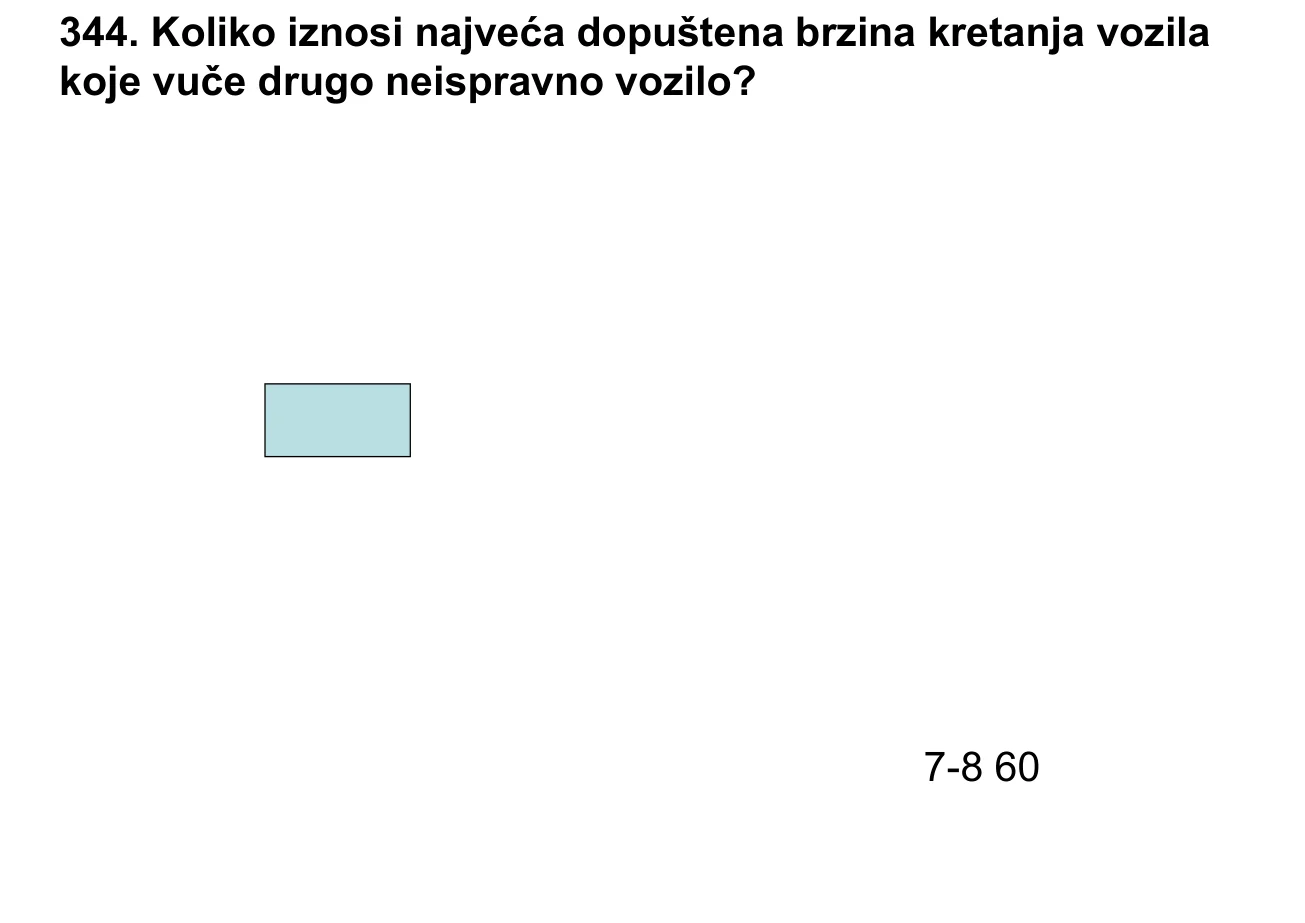 344. Koliko iznosi najveća dopuštena brzina kretanja vozila
koje vuče drugo neispravno vozilo?
7-8 60